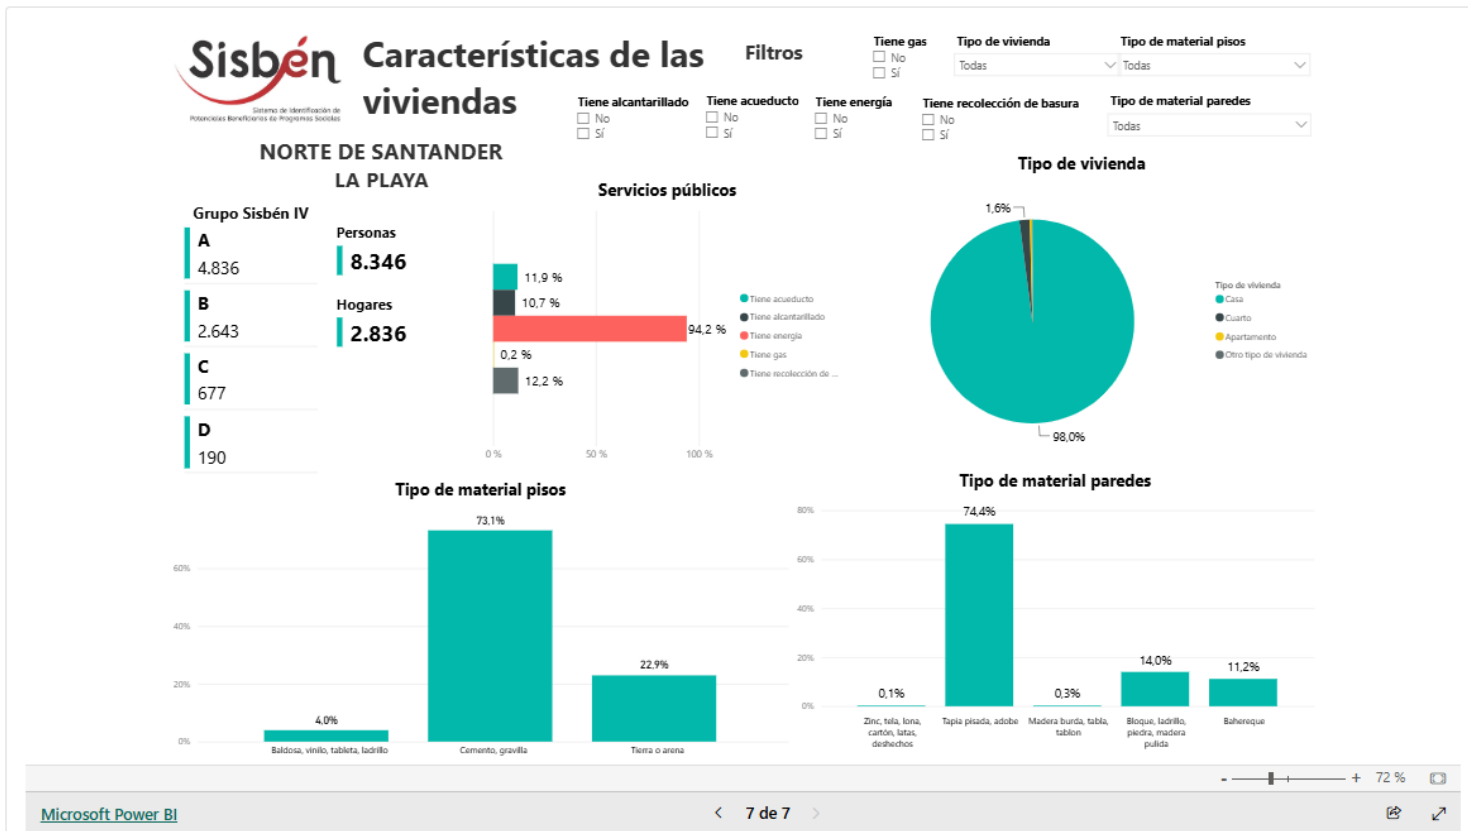 Sisbén
Sistema de Identificación de
Potenciales Beneficiarios de Programas Sociales
Características de las
viviendas
Filtros
Tiene gas
No
Sí
Tipo de vivienda
Todas
Tipo de material pisos
Todas
Tiene alcantarillado
No
Sí
Tiene acueducto
No
Sí
Tiene energía
No
Sí
Tiene recolección de basura
No
Sí
Tipo de material paredes
Todas
NORTE DE SANTANDER
LA PLAYA
Grupo Sisbén IV
A
4.836
B
2.643
C
677
D
190
Personas
8.346
Hogares
2.836
Servicios públicos
11,9 %
10,7 %
94,2 %
0,2 %
12,2 %
0 %
50 %
100 %
Tiene acueducto
Tiene alcantarillado
Tiene energía
Tiene gas
Tiene recolección de ...
Tipo de vivienda
1,6%
98,0%
Tipo de vivienda
Casa
Cuarto
Apartamento
Otro tipo de vivienda
Tipo de material pisos
60%
40%
20%
0%
4,0%
73,1%
22,9%
Baldosa, vinilo, tableta, ladrillo
Cemento, gravilla
Tierra o arena
Tipo de material paredes
80%
60%
40%
20%
0%
0,1%
74,4%
0,3%
14,0%
11,2%
Zinc, tela, lona,
cartón, latas,
deshechos
Tapia pisada, adobe
Madera burda, tabla,
tablon
Bloque, ladrillo,
piedra, madera
pulida
Bahereque
- + 72 %
Microsoft Power BI
7 de 7